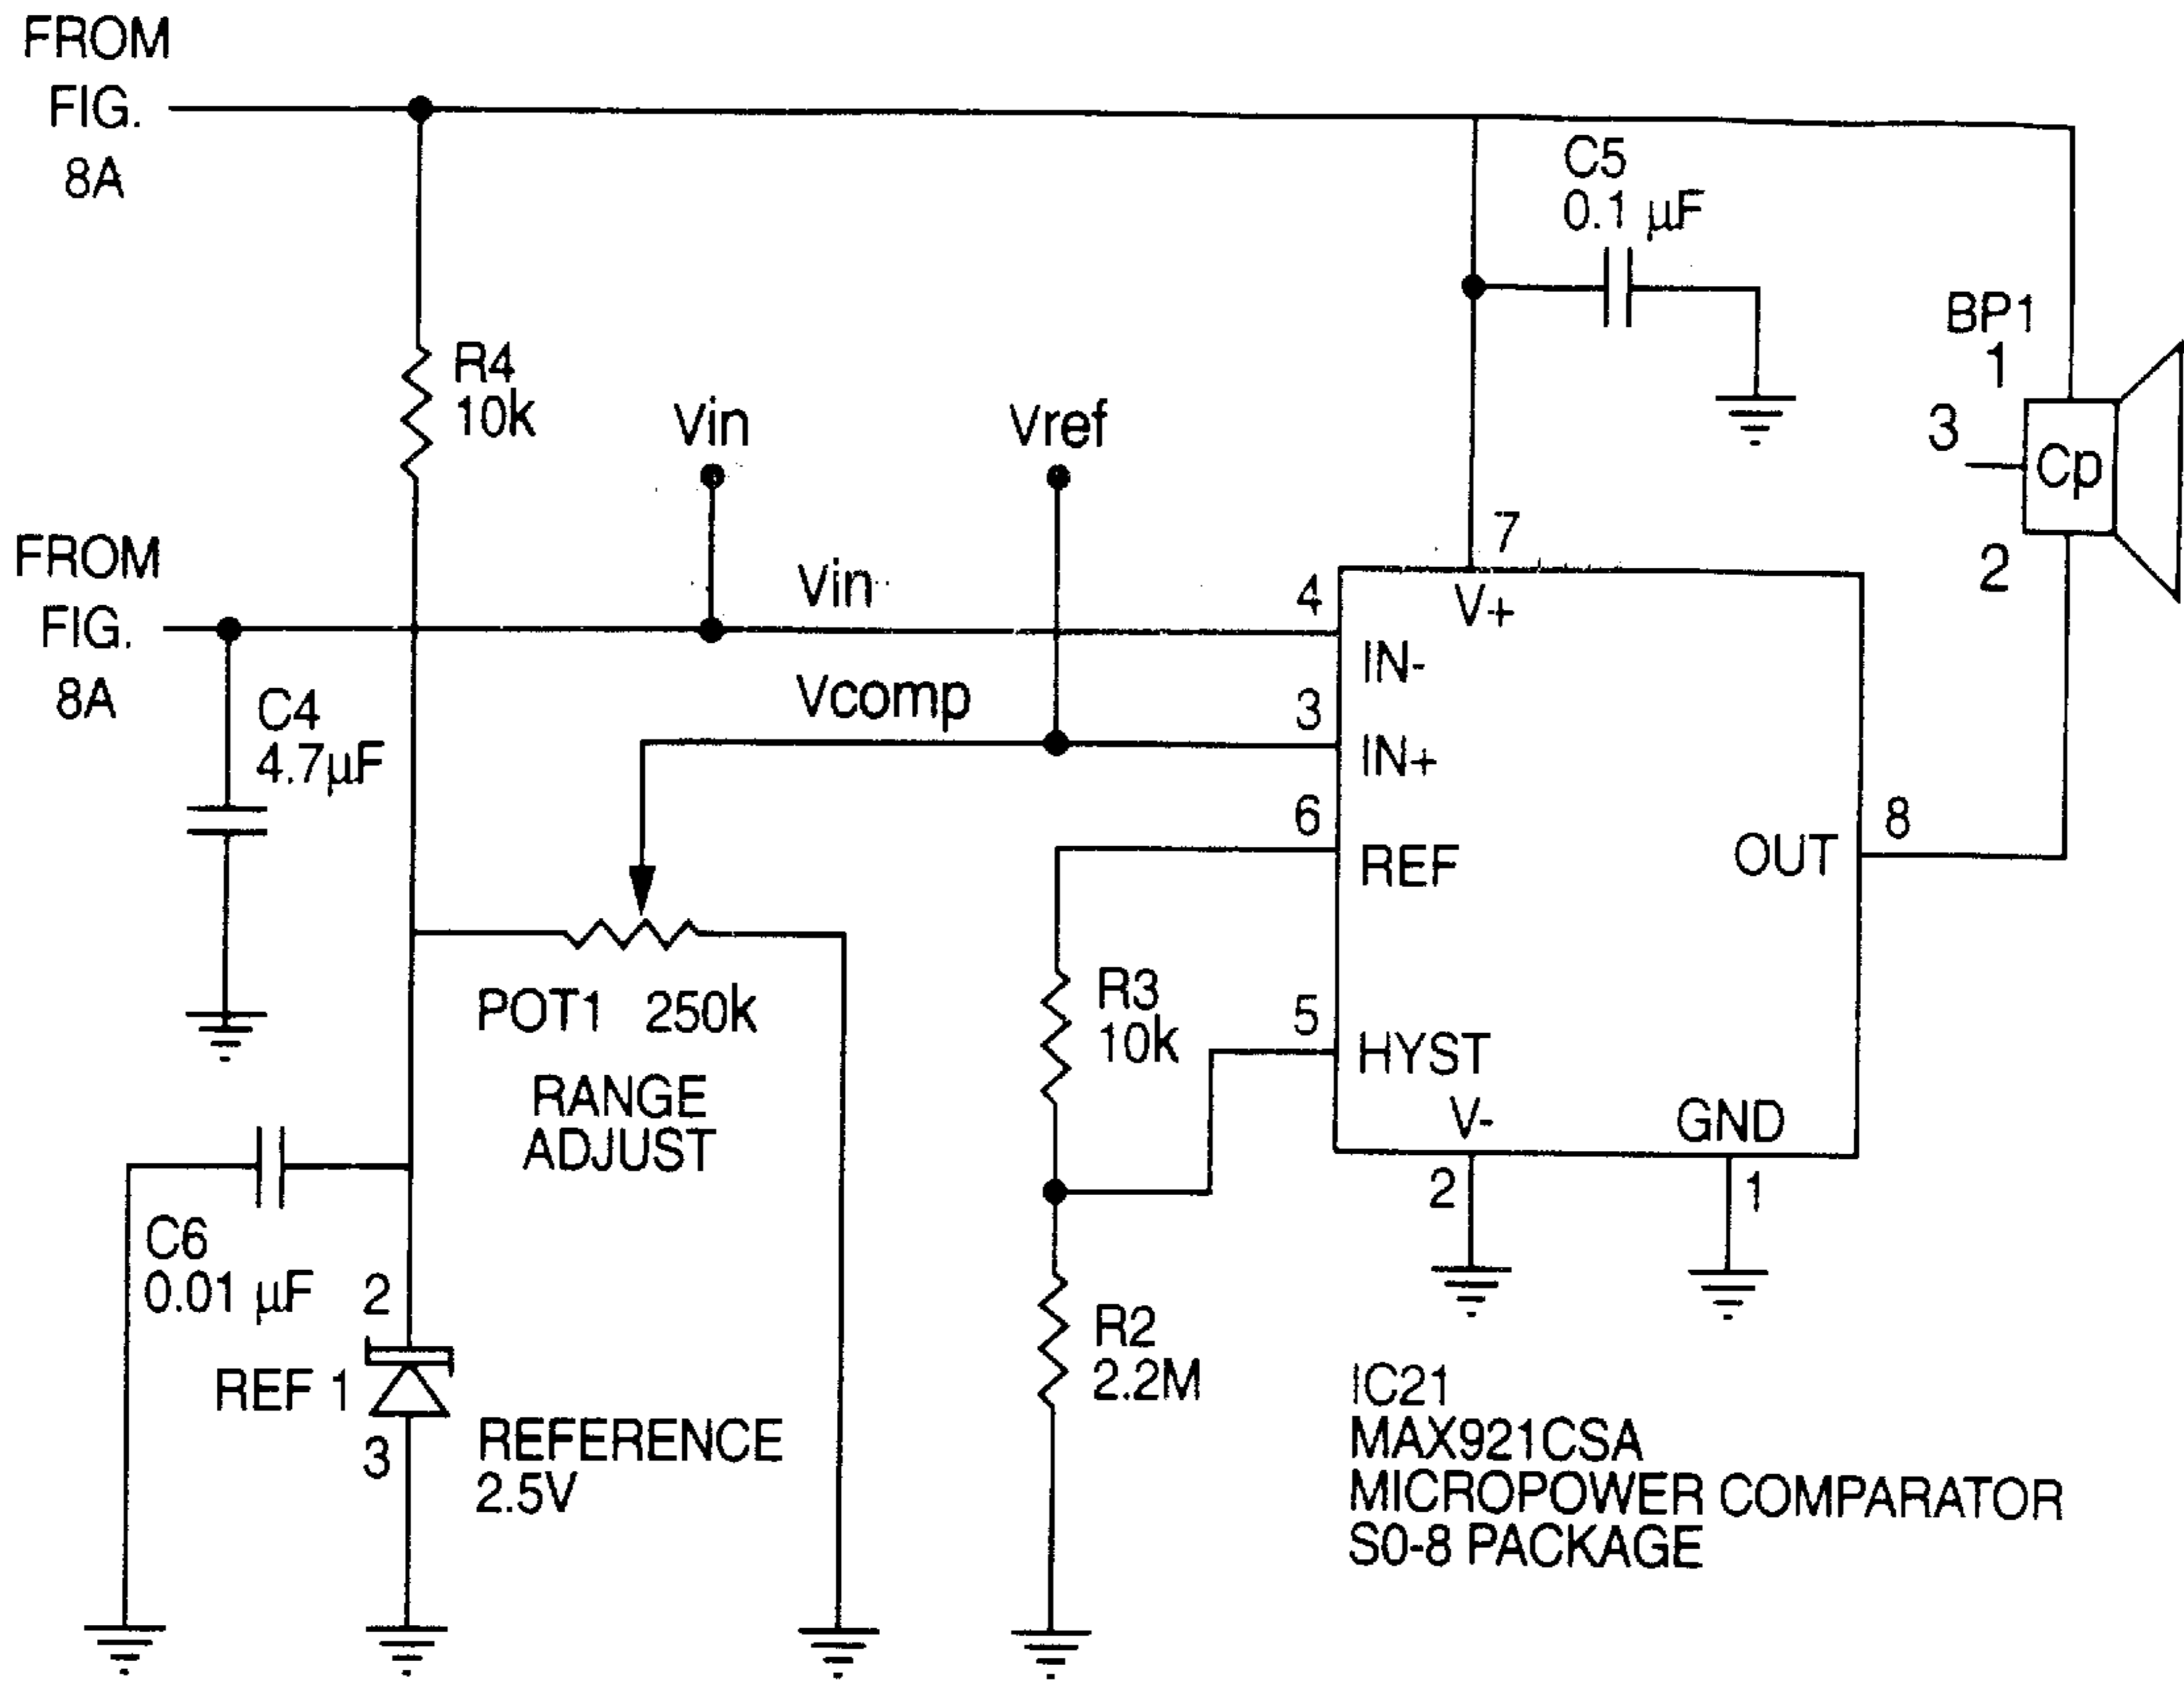 FROM
FIG.
8A
C5
0.1 µF
BP1
1
3
Cp
2
R4
10k
Vin
Vref
7
FROM
FIG.
8A
Vin
4
V+
IN-
C4
4.7µF
Vcomp
3
IN+
6
REF
8
OUT
POT1 250k
RANGE
ADJUST
R3
10k
5
HYST
V-
GND
2
1
C6
0.01 µF
2
REF 1
3
REFERENCE
2.5V
R2
2.2M
IC21
MAX921CSA
MICROPOWER COMPARATOR
S0-8 PACKAGE